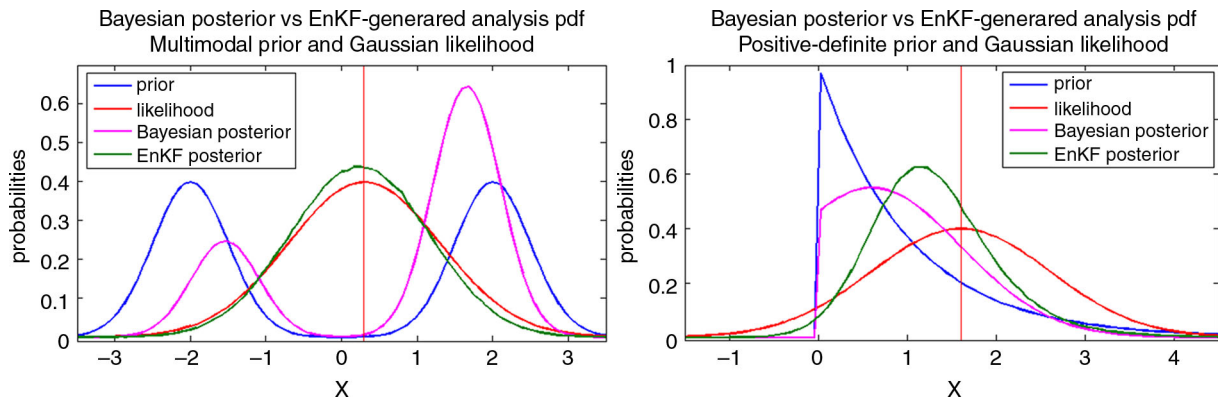 Bayesian posterior vs EnKF-generared analysis pdf
Multimodal prior and Gaussian likelihood
prior
likelihood
Bayesian posterior
EnKF posterior
probabilities
0.6
0.5
0.4
0.3
0.2
0.1
0
−3
−2
−1
0
1
2
3
X
Bayesian posterior vs EnKF-generared analysis pdf
Positive-definite prior and Gaussian likelihood
prior
likelihood
Bayesian posterior
EnKF posterior
probabilities
1
0.8
0.6
0.4
0.2
0
−1
0
1
2
3
4
X